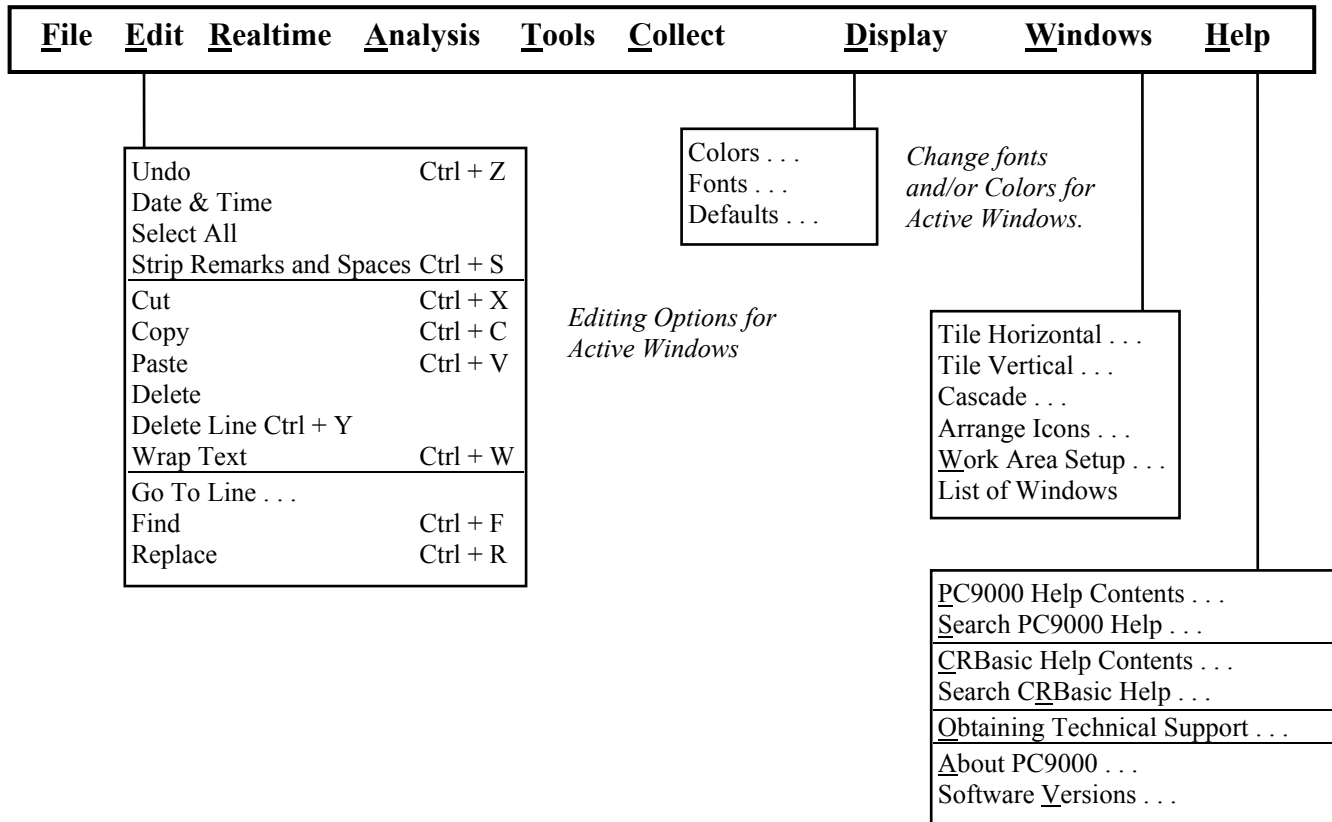 File Edit Realtime Analysis Tools Collect Display Windows Help
Undo Ctrl + Z
Date & Time
Select All
Strip Remarks and Spaces Ctrl + S
Cut Ctrl + X
Copy Ctrl + C
Paste Ctrl + V
Delete
Delete Line Ctrl + Y
Wrap Text Ctrl + W
Go To Line . . .
Find Ctrl + F
Replace Ctrl + R
Editing Options for
Active Windows
Colors . . .
Fonts . . .
Defaults . . .
Change fonts
and/or Colors for
Active Windows.
Tile Horizontal . . .
Tile Vertical . . .
Cascade . . .
Arrange Icons . . .
Work Area Setup . . .
List of Windows
PC9000 Help Contents . . .
Search PC9000 Help . . .
CRBasic Help Contents . . .
Search CRBasic Help . . .
Obtaining Technical Support . . .
About PC9000 . . .
Software Versions . . .